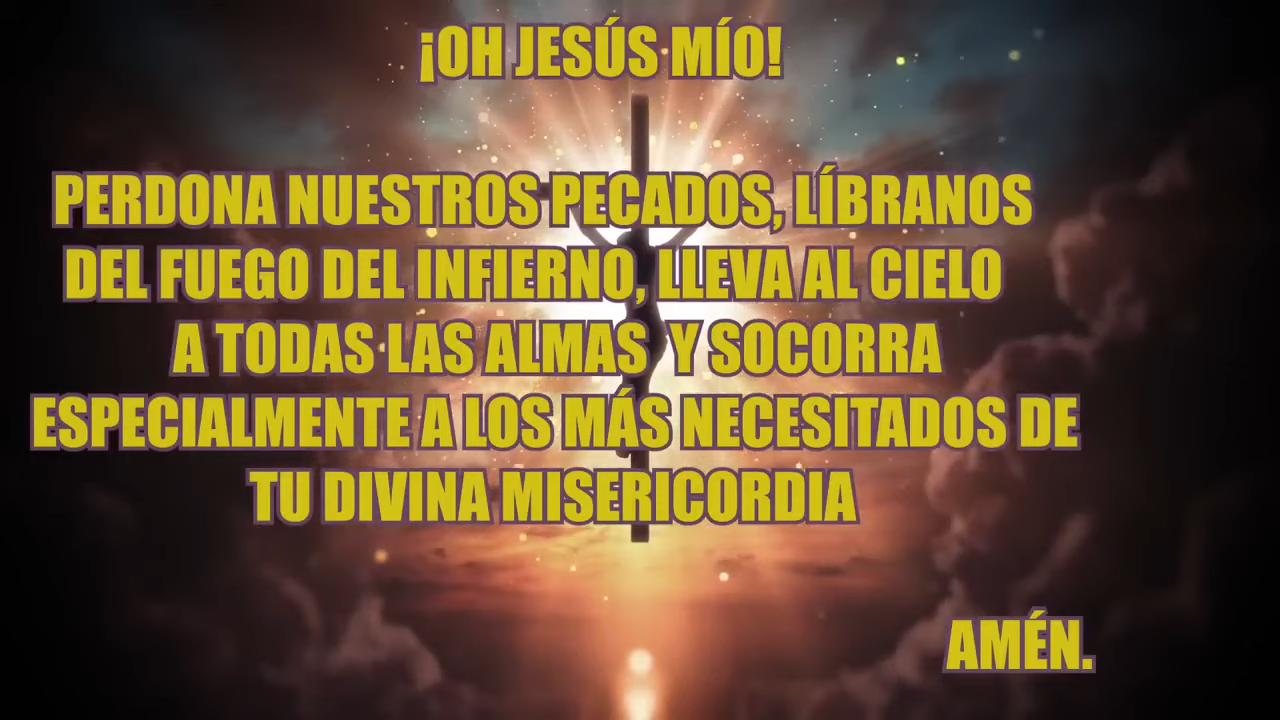 ¡OH JESÚS MÍO!
PERDONA NUESTROS PECADOS, LÍBRANOS
DEL FUEGO DEL INFIERNO, LLEVA AL CIELO
A TODAS LAS ALMAS Y SOCORRA
ESPECIALMENTE A LOS MÁS NECESITADOS DE
TU DIVINA MISERICORDIA
AMÉN.